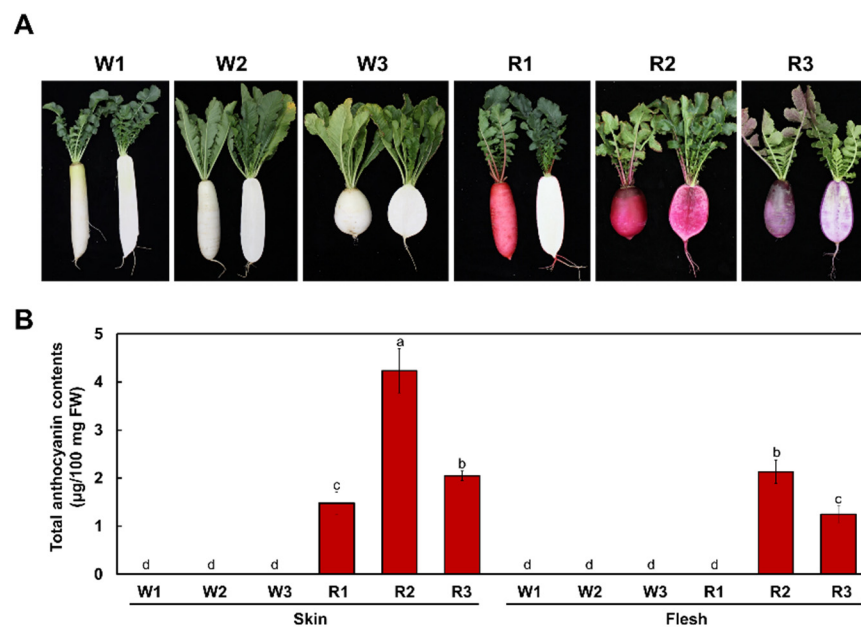 A
W1 W2 W3 R1 R2 R3
B
Total anthocyanin contents
(µg/100 mg FW)
5
4
3
2
1
0
d d d c a b d d d d b c
W1 W2 W3 R1 R2 R3 W1 W2 W3 R1 R2 R3
Skin Flesh